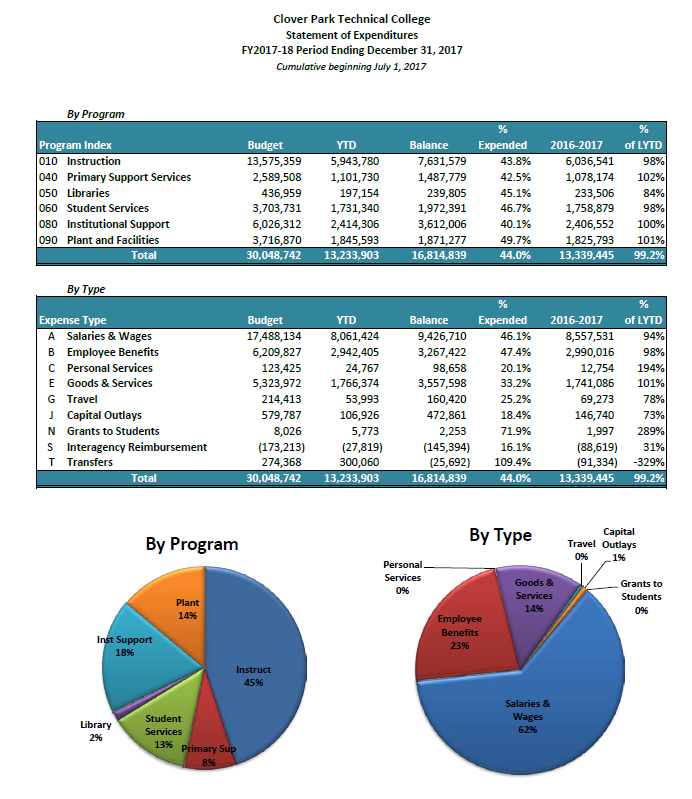 Clover Park Technical College
Statement of Expenditures
FY2017-18 Period Ending December 31, 2017
Cumulative beginning July 1, 2017
By Program
% %
Program Index Budget YTD Balance Expended 2016-2017 of LYTD
010 Instruction 13,575,359 5,943,780 7,631,579 43.8% 6,036,541 98%
040 Primary Support Services 2,589,508 1,101,730 1,487,779 42.5% 1,078,174 102%
050 Libraries 436,959 197,154 239,805 45.1% 233,506 84%
060 Student Services 3,703,731 1,731,340 1,972,391 46.7% 1,758,879 98%
080 Institutional Support 6,026,312 2,414,306 3,612,006 40.1% 2,406,552 100%
090 Plant and Facilities 3,716,870 1,845,593 1,871,277 49.7% 1,825,793 101%
Total 30,048,742 13,233,903 16,814,839 44.0% 13,339,445 99.2%
By Type
% %
Expense Type Budget YTD Balance Expended 2016-2017 of LYTD
A Salaries & Wages 17,488,134 8,061,424 9,426,710 46.1% 8,557,531 94%
B Employee Benefits 6,209,827 2,942,405 3,267,422 47.4% 2,990,016 98%
C Personal Services 123,425 24,767 98,658 20.1% 12,754 194%
E Goods & Services 5,323,972 1,766,374 3,557,598 33.2% 1,741,086 101%
G Travel 214,413 53,993 160,420 25.2% 69,273 78%
J Capital Outlays 579,787 106,926 472,861 18.4% 146,740 73%
N Grants to Students 8,026 5,773 2,253 71.9% 1,997 289%
S Interagency Reimbursement (173,213) (27,819) (145,394) 16.1% (88,619) 31%
T Transfers 274,368 300,060 (25,692) 109.4% (91,334) -329%
Total 30,048,742 13,233,903 16,814,839 44.0% 13,339,445 99.2%
By Program
Plant
14%
Inst Support
18%
Instruct
45%
Library
2%
Student
Services
13%
Primary Sup
8%
By Type
Travel
0%
Capital
Outlays
1%
Personal
Services
0%
Goods &
Services
14%
Grants to
Students
0%
Employee
Benefits
23%
Salaries &
Wages
62%